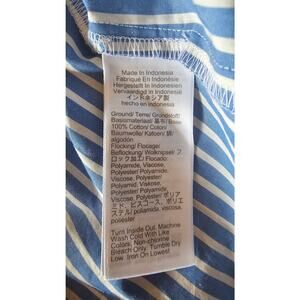 Made In Indonesia
Fabriqué En Indonésie
Hergestellt In Indonesien
Vervaardigd In Indonesië
インドネシア製
hecho en Indonesia
Ground/ Terre/ Grundstoff/
Basismateriaal/ 基布/ Base
100% Cotton/ Coton/
Baumwolle/ Katoen/ 綿/
algodón
Flocking/ Flocage/
Beflockung/ Wolknipsel/ フ
ロック加工/ Flocado:
Polyamide, Viscose,
Polyester/ Polyamide,
Viscose, Polyester/
Polyamid, Viskose,
Polyester/ Polyamide,
Viscose, Polyester/ ポリア
ミド, ビスコース, ポリエ
ステル/ poliamida, viscosa,
poliéster
Turn Inside Out, Machine
Wash Cold With Like
Colors, Non-chlorine
Bleach Only, Tumble Dry
Low, Iron On Lowest